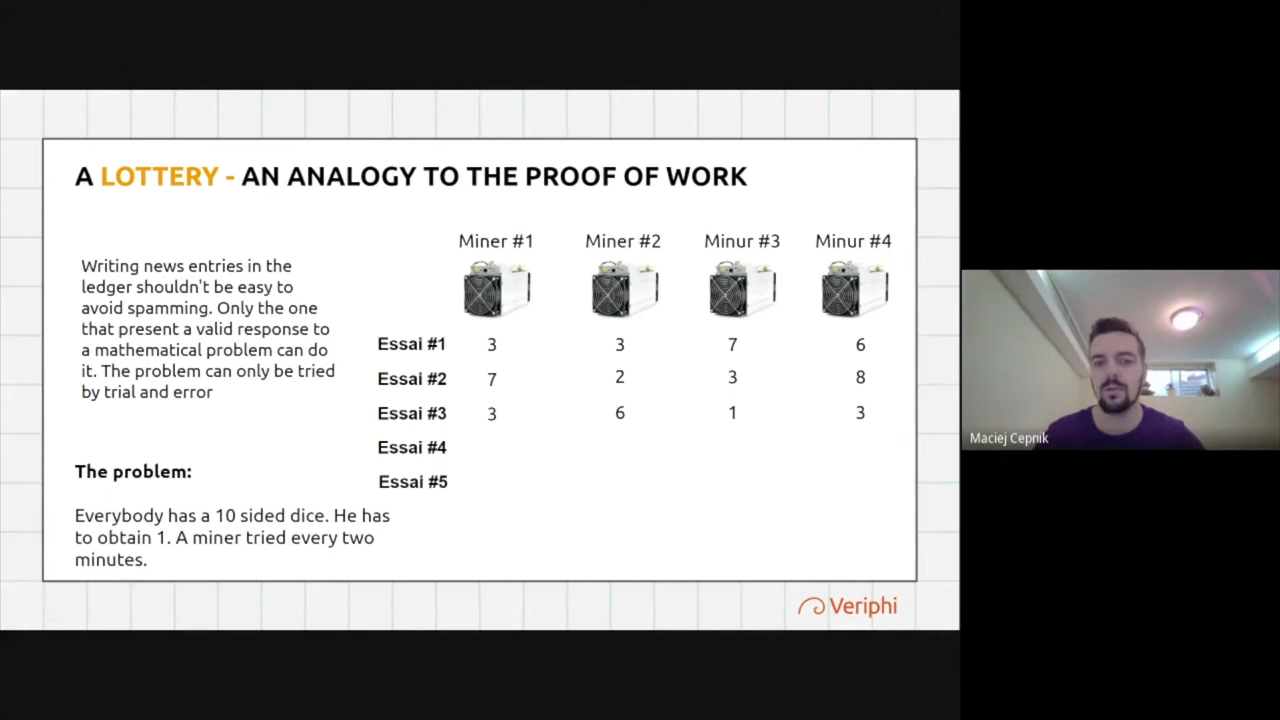 A LOTTERY - AN ANALOGY TO THE PROOF OF WORK
Writing news entries in the
ledger shouldn't be easy to
avoid spamming. Only the one
that present a valid response to
a mathematical problem can do
it. The problem can only be tried
by trial and error
The problem:
Everybody has a 10 sided dice. He has
to obtain 1. A miner tried every two
minutes.
Miner #1 Miner #2 Minur #3 Minur #4
Essai #1 3 3 7 6
Essai #2 7 2 3 8
Essai #3 3 6 1 3
Essai #4
Essai #5
Veriphi
Maciej Cepnik